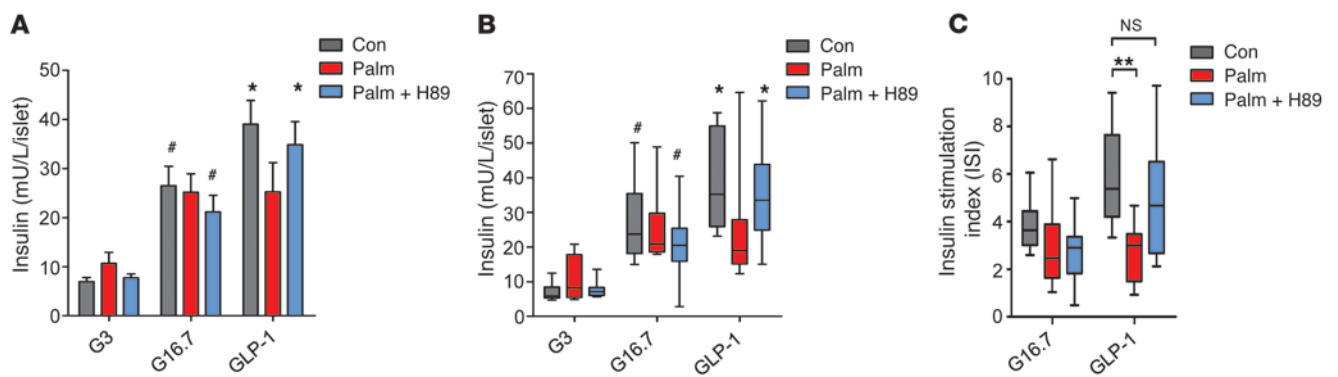 A
Con
Palm
Palm + H89
Insulin (mU/L/islet)
50
40
30
20
10
0
#
#
*
*
G3
G16.7
GLP-1
B
Con
Palm
Palm + H89
Insulin (mU/L/islet)
70
60
50
40
30
20
10
0
#
#
*
*
G3
G16.7
GLP-1
C
Con
Palm
Palm + H89
Insulin stimulation
index (ISI)
10
8
6
4
2
0
NS
**
G16.7
GLP-1